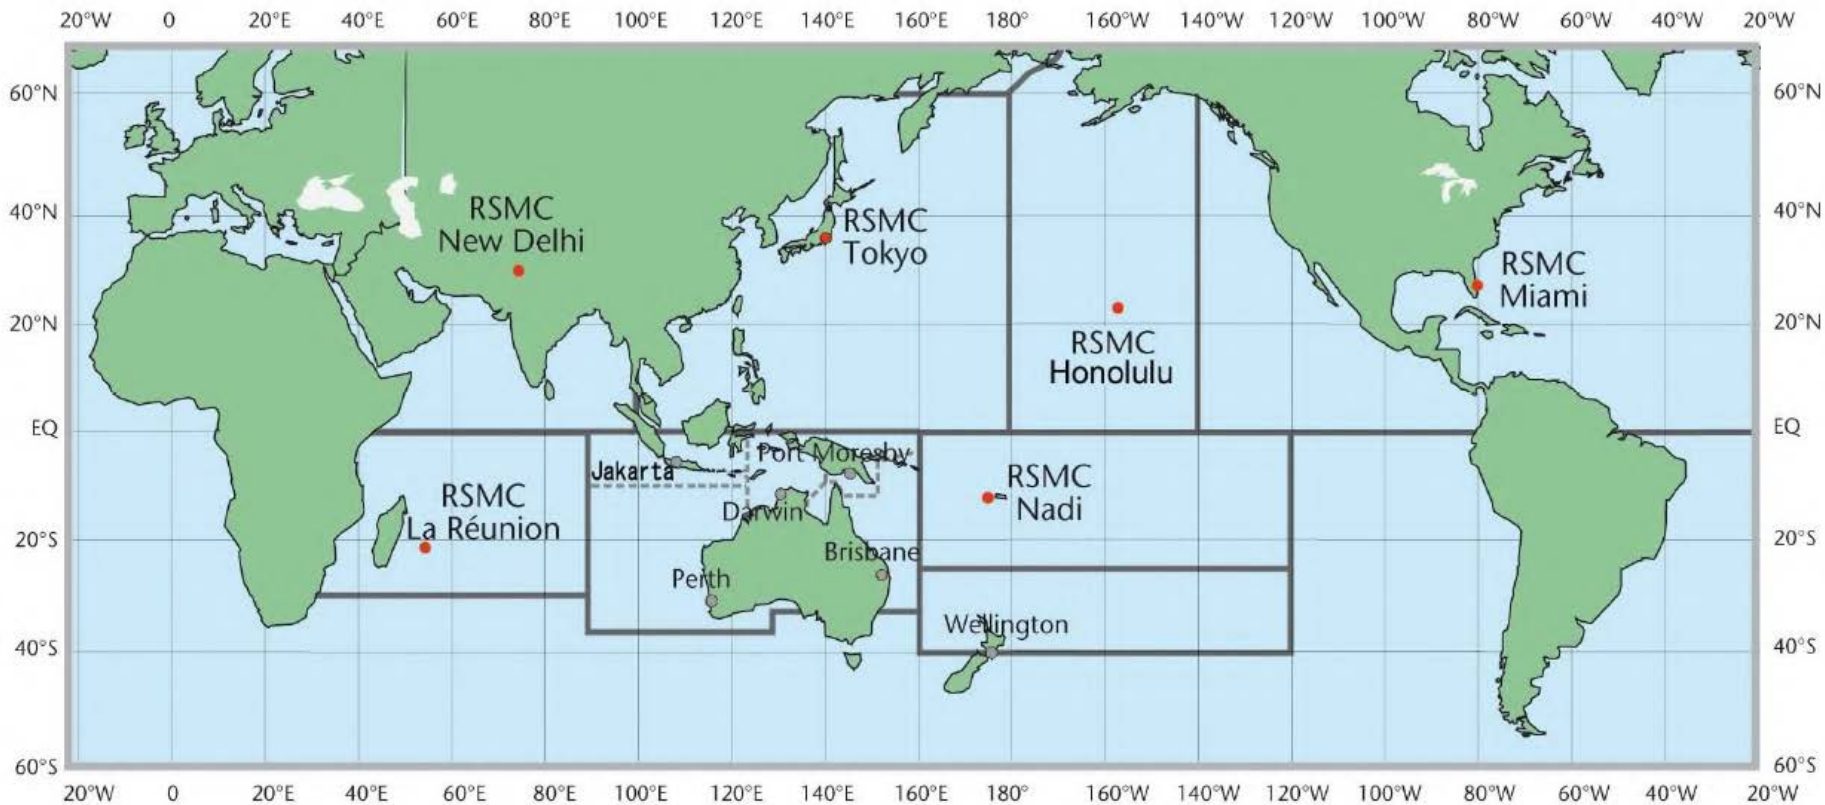 20°W 0 20°E 40°E 60°E 80°E 100°E 120°E 140°E 160°E 180° 160°W 140°W 120°W 100°W 80°W 60°W 40°W 20°W
60°N 60°N
RSMC
New Delhi
40°N 40°N
RSMC
Tokyo
RSMC
Miami
20°N 20°N
RSMC
Honolulu
EQ EQ
Port Moresby
Jakarta
RSMC
Nadi
RSMC
La Réunion
Darwin
20°S 20°S
Brisbane
Perth
Wellington
40°S 40°S
60°S 60°S
20°W 0 20°E 40°E 60°E 80°E 100°E 120°E 140°E 160°E 180° 160°W 140°W 120°W 100°W 80°W 60°W 40°W 20°W